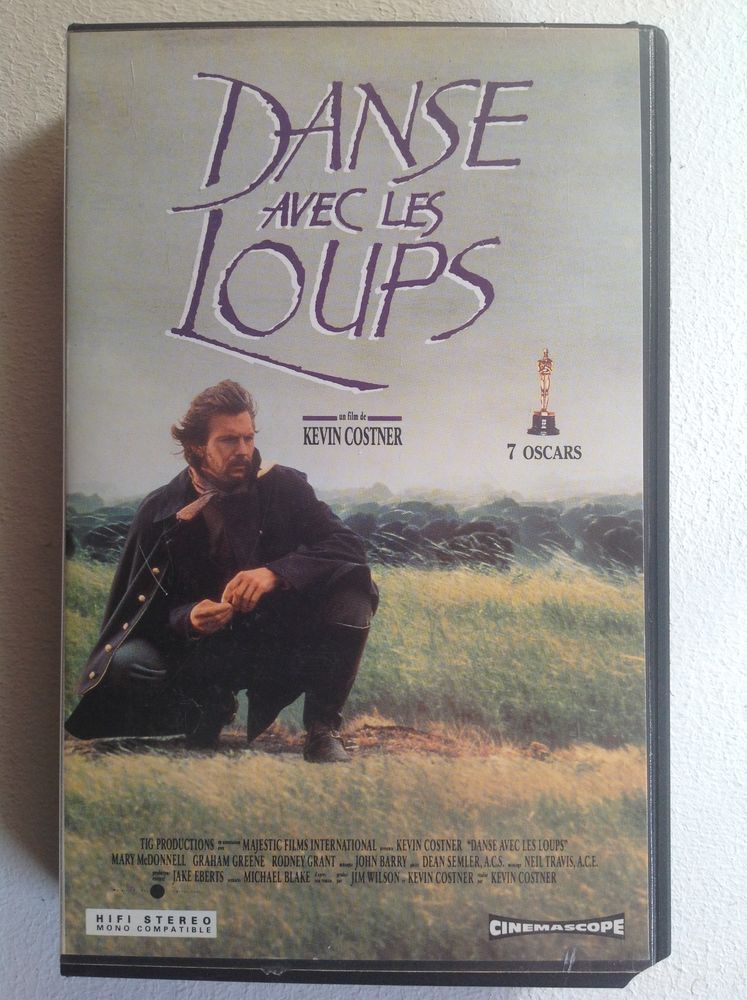 DANSE
AVEC LES
LOUPS
un film de
KEVIN COSTNER
7 OSCARS
TIG PRODUCTIONS MAJESTIC FILMS INTERNATIONAL KEVIN COSTNER "DANSE AVEC LES LOUPS"
MARY McDONNELL GRAHAM GREENE RODNEY GRANT JOHN BARRY DEAN SEMLER, A.C.S. NEIL TRAVIS, A.C.E.
JAKE EBERTS MICHAEL BLAKE JIM WILSON KEVIN COSTNER KEVIN COSTNER
HIFI STEREO
MONO COMPATIBLE
CINEMASCOPE